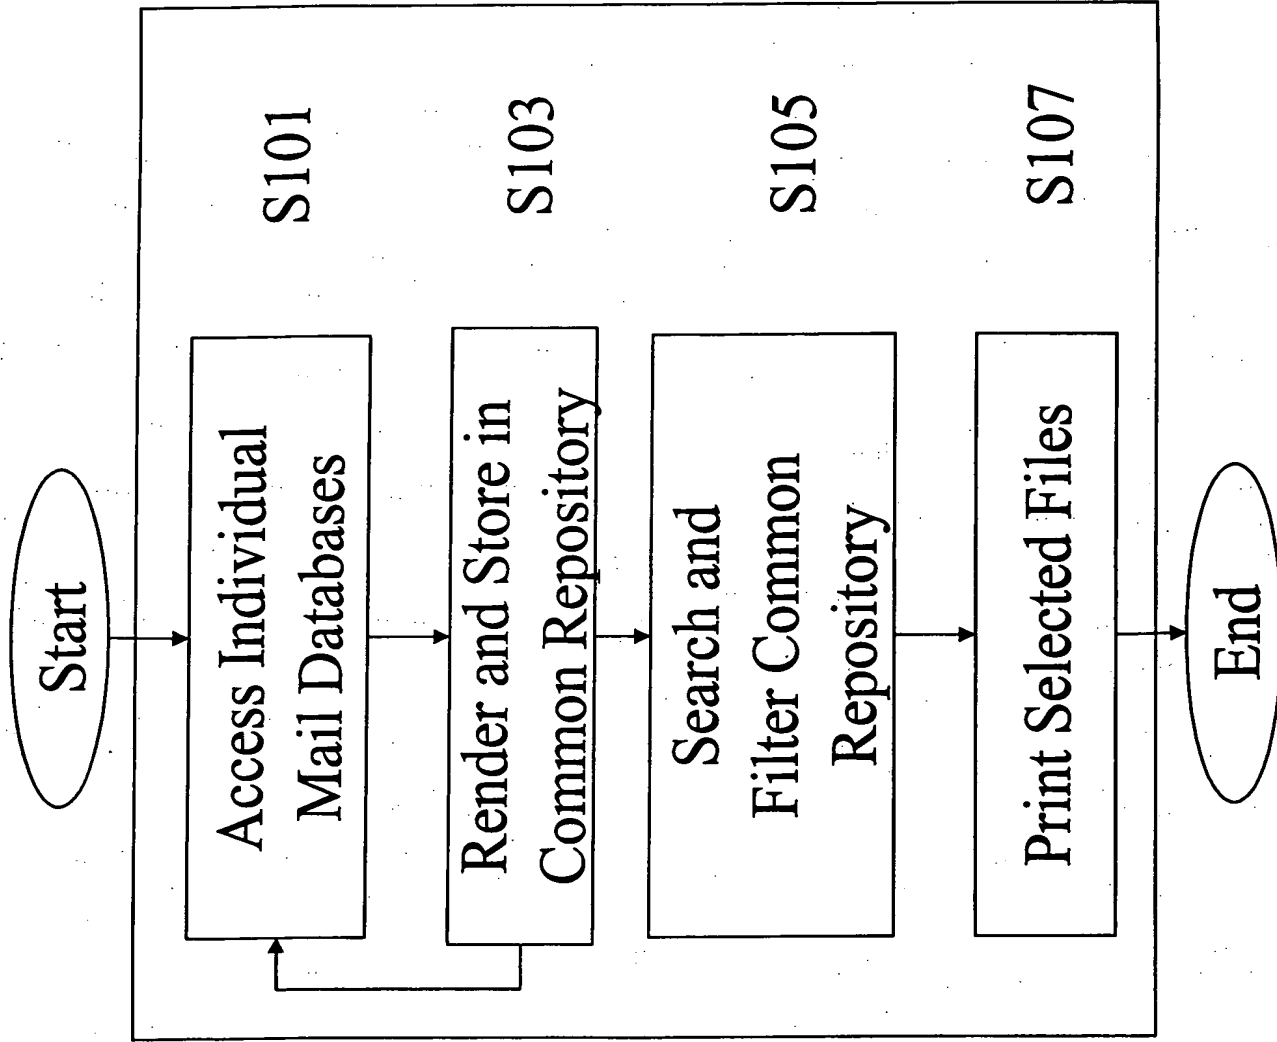 Start
Access Individual
Mail Databases
S101
Render and Store in
Common Repository
S103
Search and
Filter Common
Repository
S105
Print Selected Files
S107
End